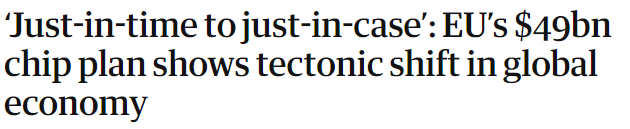 ‘Just-in-time to just-in-case’: EU’s $49bn
chip plan shows tectonic shift in global
economy